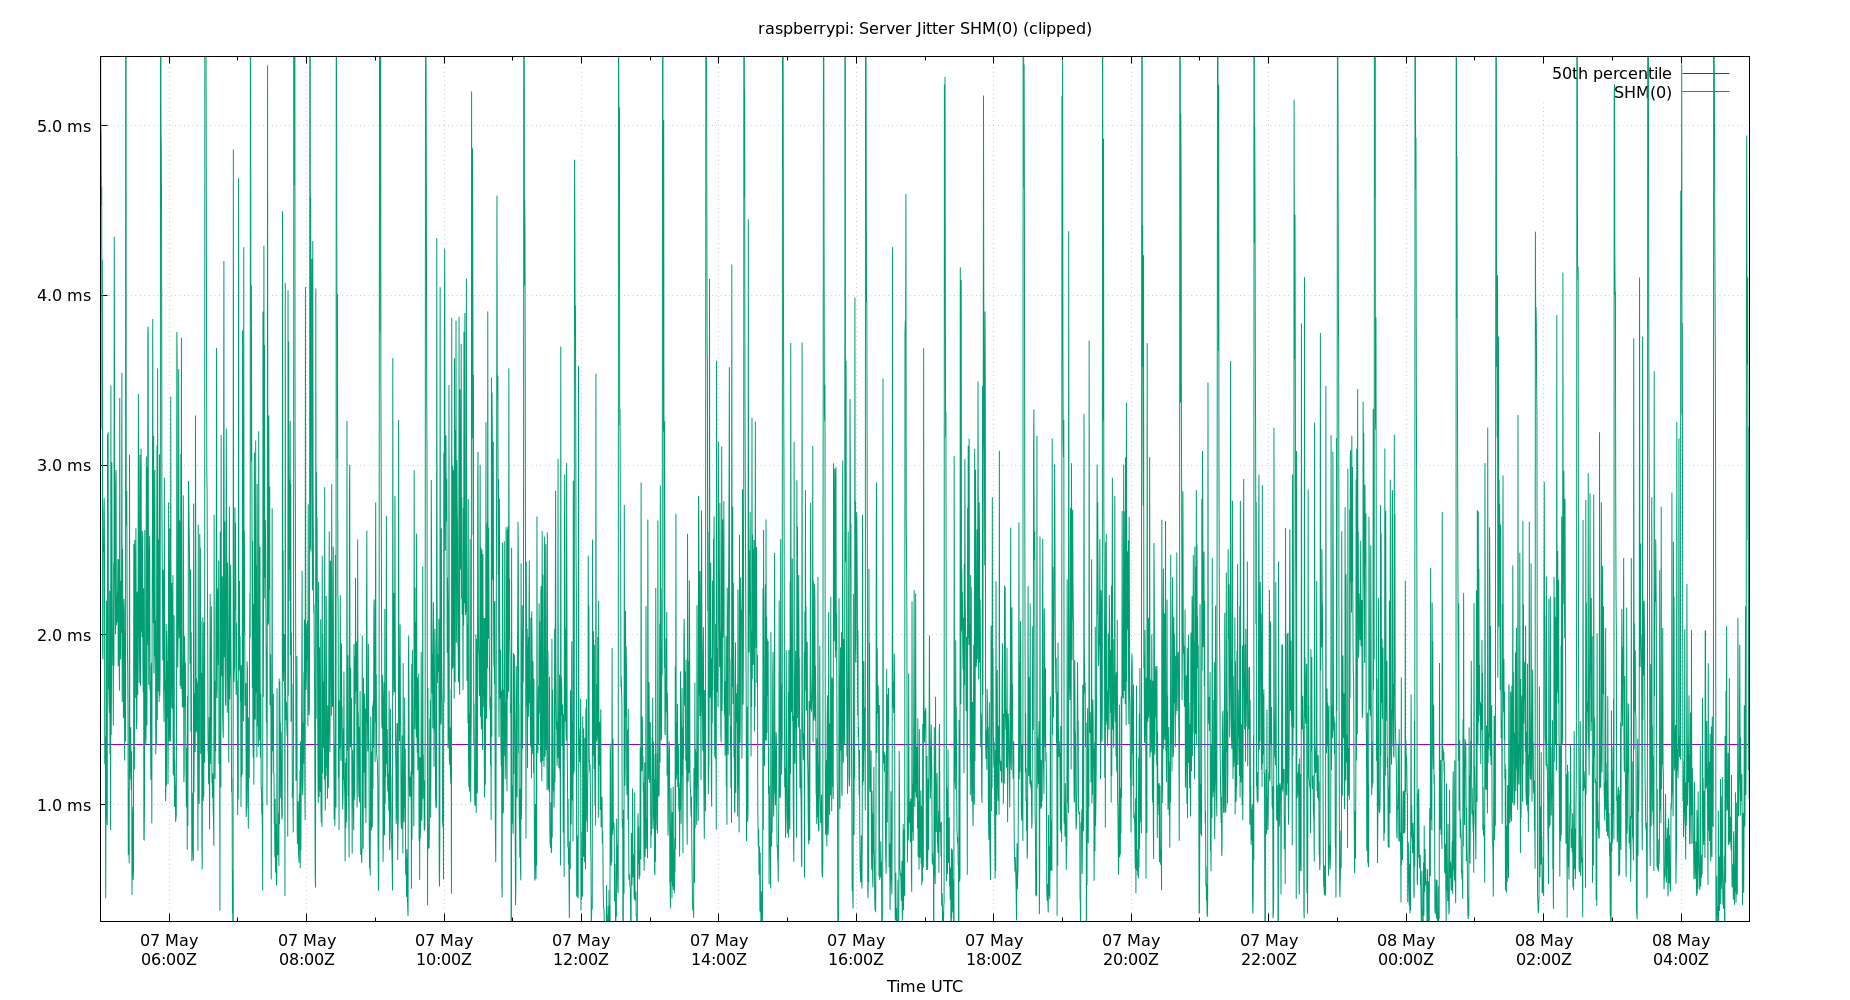 raspberrypi: Server Jitter SHM(0) (clipped)
50th percentile
SHM(0)
5.0 ms
4.0 ms
3.0 ms
2.0 ms
1.0 ms
07 May 07 May 07 May 07 May 07 May 07 May 07 May 07 May 07 May 08 May 08 May 08 May
06:00Z 08:00Z 10:00Z 12:00Z 14:00Z 16:00Z 18:00Z 20:00Z 22:00Z 00:00Z 02:00Z 04:00Z
Time UTC